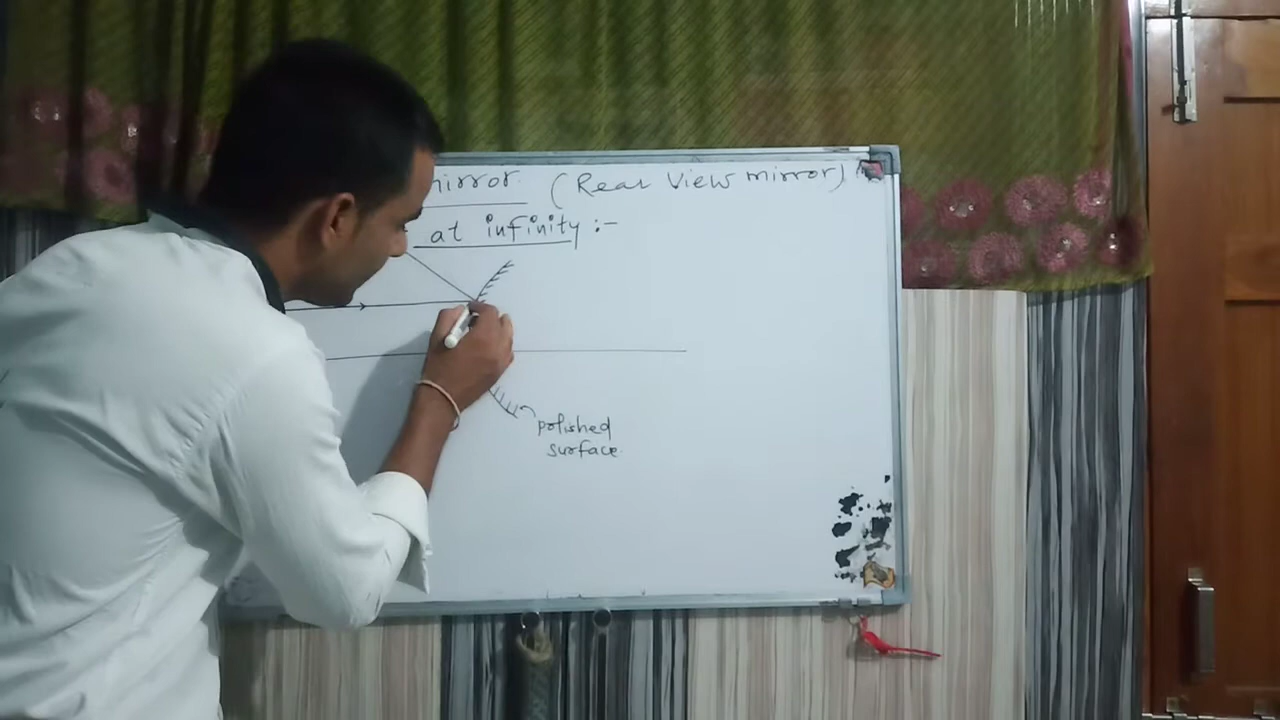 mirror. (Rear View mirror)
at infinity :-
polished
surface.